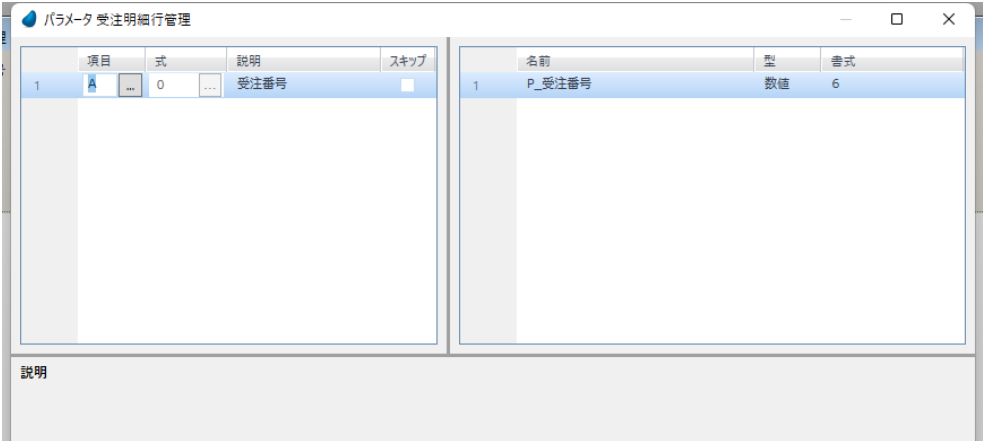 パラメータ 受注明細行管理
項目 式 説明 スキップ
1 A ... 0 ... 受注番号
名前 型 書式
1 P_受注番号 数値 6
説明